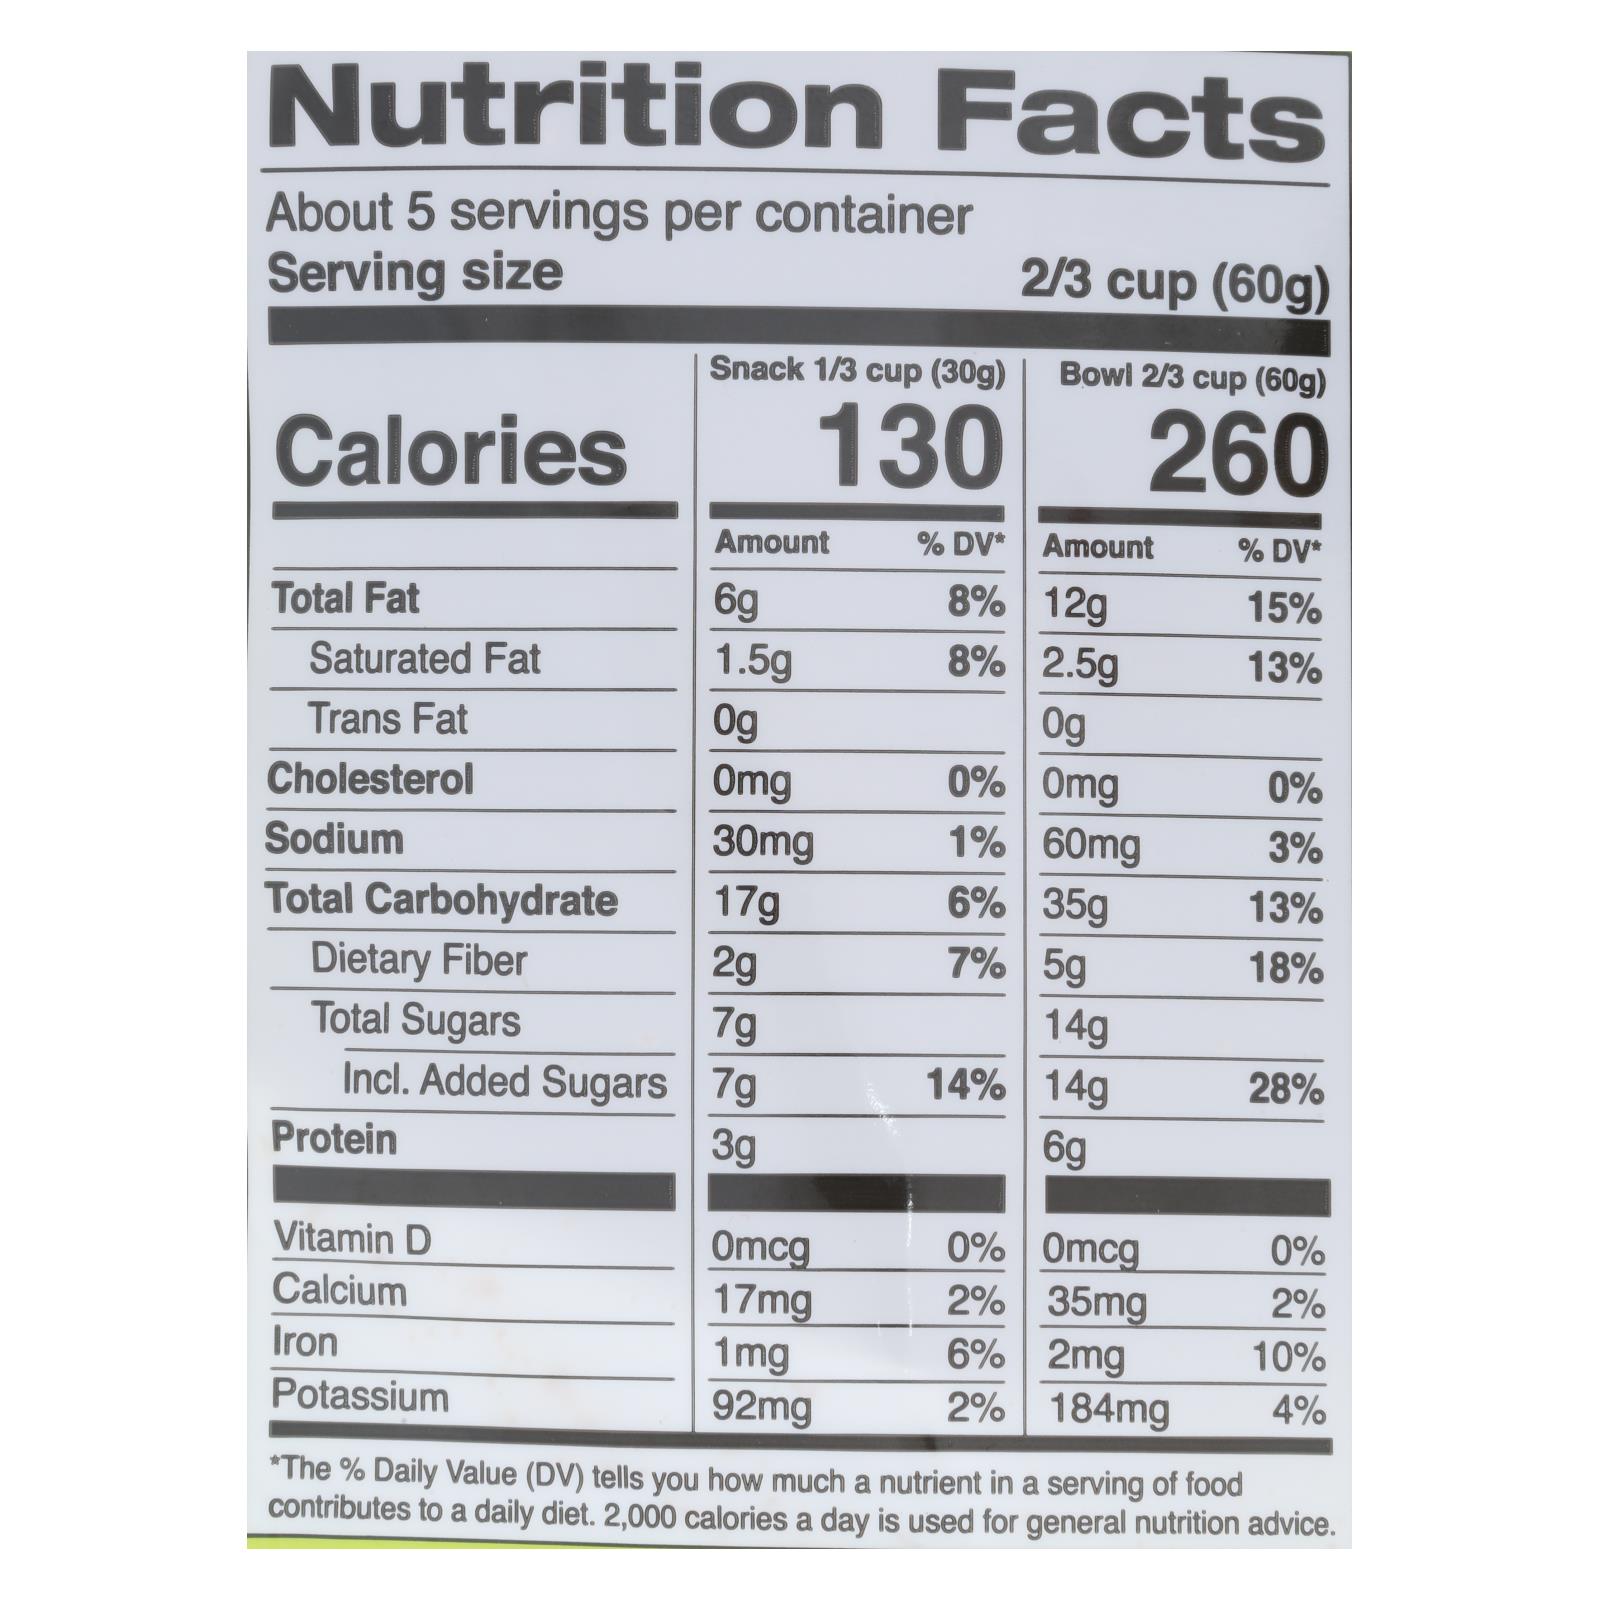 Nutrition Facts
About 5 servings per container
Serving size 2/3 cup (60g)
Snack 1/3 cup (30g) Bowl 2/3 cup (60g)
Calories 130 260
Amount % DV* Amount % DV*
Total Fat 6g 8% 12g 15%
Saturated Fat 1.5g 8% 2.5g 13%
Trans Fat 0g 0g
Cholesterol 0mg 0% 0mg 0%
Sodium 30mg 1% 60mg 3%
Total Carbohydrate 17g 6% 35g 13%
Dietary Fiber 2g 7% 5g 18%
Total Sugars 7g 14g
Incl. Added Sugars 7g 14% 14g 28%
Protein 3g 6g
Vitamin D 0mcg 0% 0mcg 0%
Calcium 17mg 2% 35mg 2%
Iron 1mg 6% 2mg 10%
Potassium 92mg 2% 184mg 4%
*The % Daily Value (DV) tells you how much a nutrient in a serving of food
contributes to a daily diet. 2,000 calories a day is used for general nutrition advice.